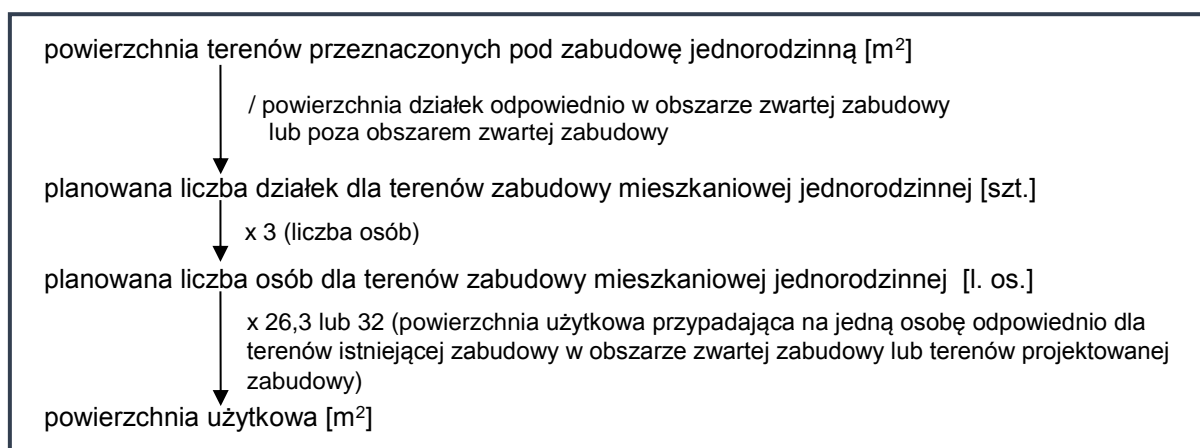 powierzchnia terenów przeznaczonych pod zabudowę jednorodzinną [m²]
/ powierzchnia działek odpowiednio w obszarze zwartej zabudowy
lub poza obszarem zwartej zabudowy
planowana liczba działek dla terenów zabudowy mieszkaniowej jednorodzinnej [szt.]
x 3 (liczba osób)
planowana liczba osób dla terenów zabudowy mieszkaniowej jednorodzinnej [l. os.]
x 26,3 lub 32 (powierzchnia użytkowa przypadająca na jedną osobę odpowiednio dla
terenów istniejącej zabudowy w obszarze zwartej zabudowy lub terenów projektowanej
zabudowy)
powierzchnia użytkowa [m²]